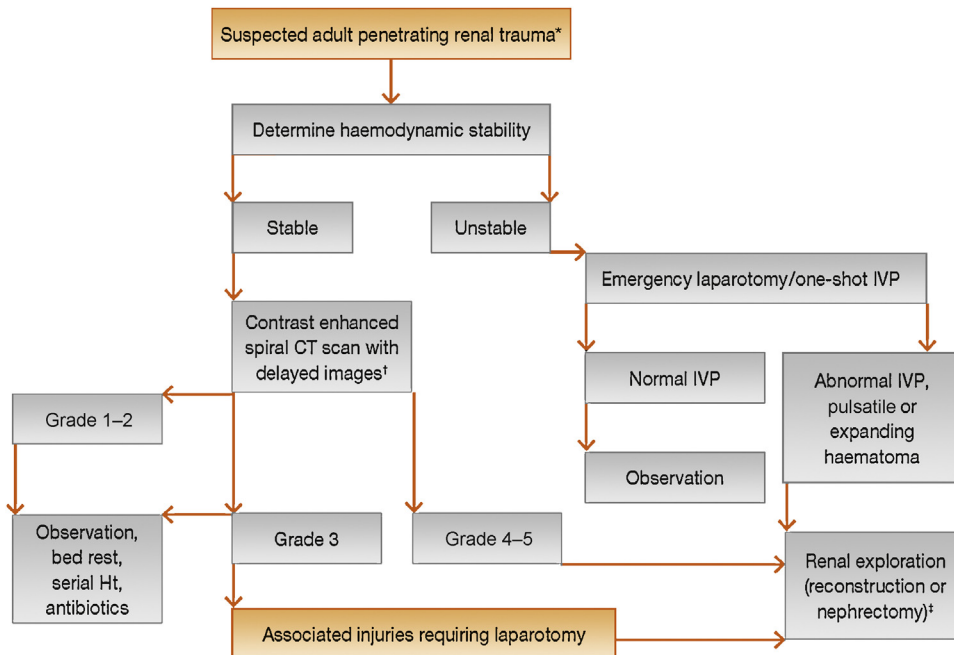 Suspected adult penetrating renal trauma*
Determine haemodynamic stability
Stable
Unstable
Emergency laparotomy/one-shot IVP
Contrast enhanced
spiral CT scan with
delayed images†
Normal IVP
Abnormal IVP,
pulsatile or
expanding
haematoma
Grade 1–2
Observation
Observation,
bed rest,
serial Ht,
antibiotics
Grade 3
Grade 4–5
Renal exploration
(reconstruction or
nephrectomy)‡
Associated injuries requiring laparotomy